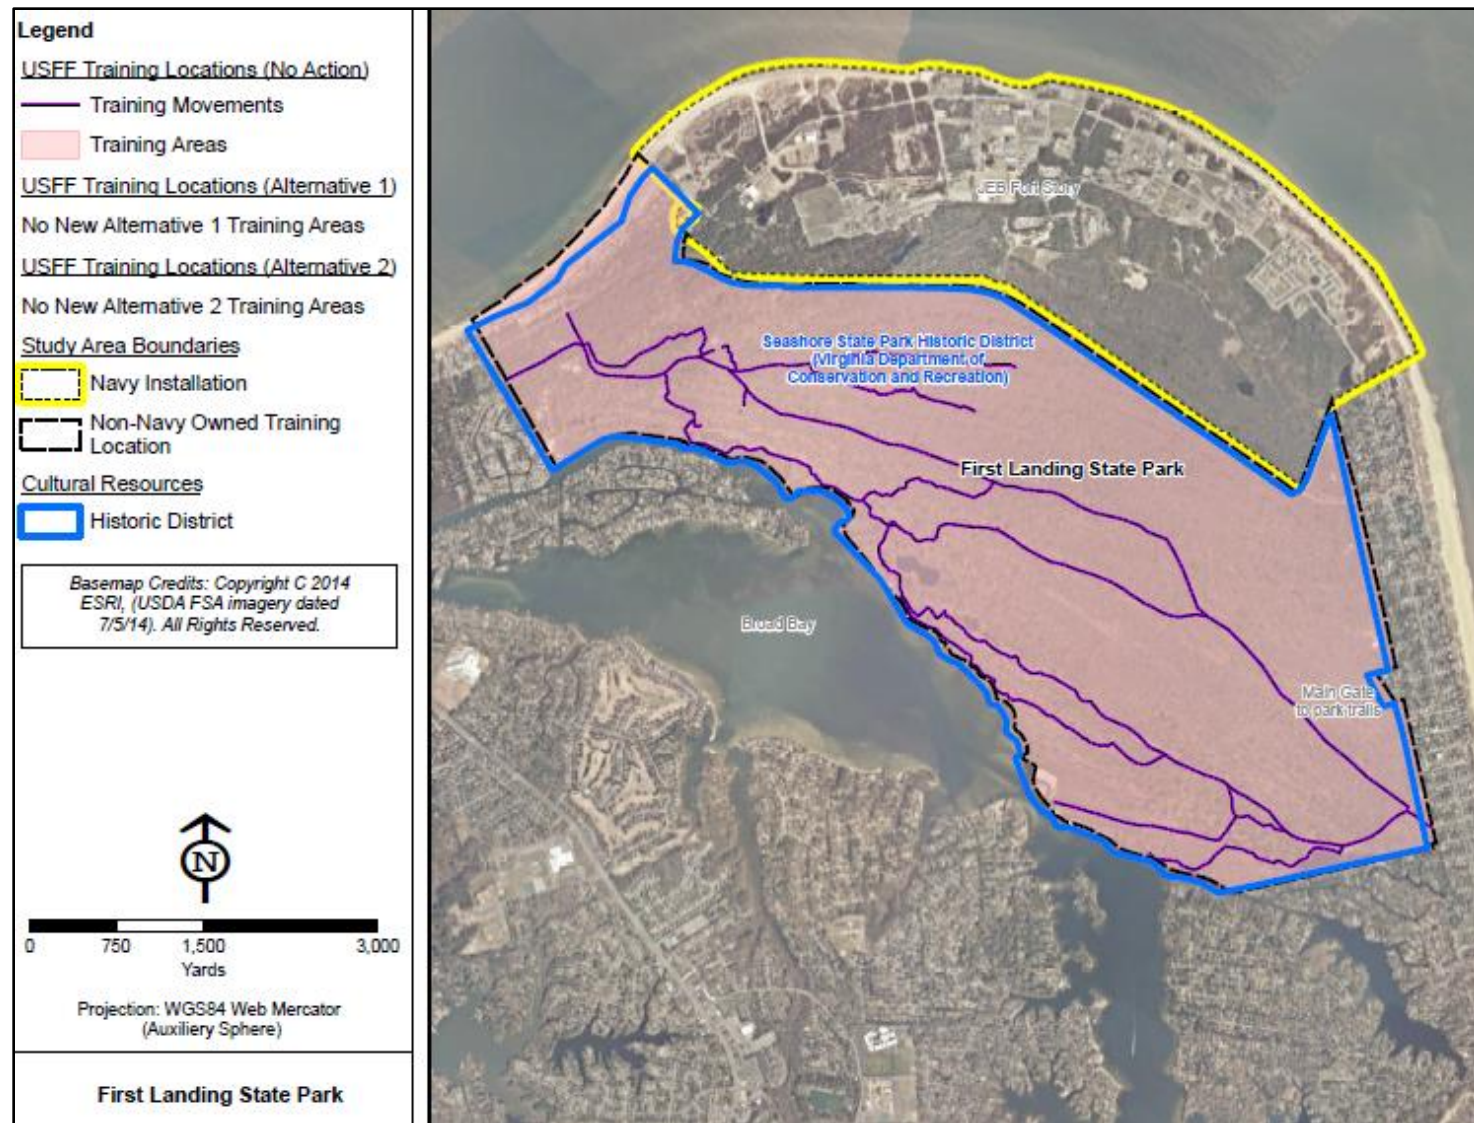 Legend
USFF Training Locations (No Action)
Training Movements
Training Areas
USFF Training Locations (Alternative 1)
No New Alternative 1 Training Areas
USFF Training Locations (Alternative 2)
No New Alternative 2 Training Areas
Study Area Boundaries
Navy Installation
Non-Navy Owned Training
Location
Cultural Resources
Historic District
Basemap Credits: Copyright C 2014
ESRI, (USDA FSA imagery dated
7/5/14). All Rights Reserved.
N
0 750 1,500 3,000
Yards
Projection: WGS84 Web Mercator
(Auxiliery Sphere)
First Landing State Park
JEB Fort Story
Seashore State Park Historic District
(Virginia Department of
Conservation and Recreation)
First Landing State Park
Broad Bay
Main Gate
to park trails